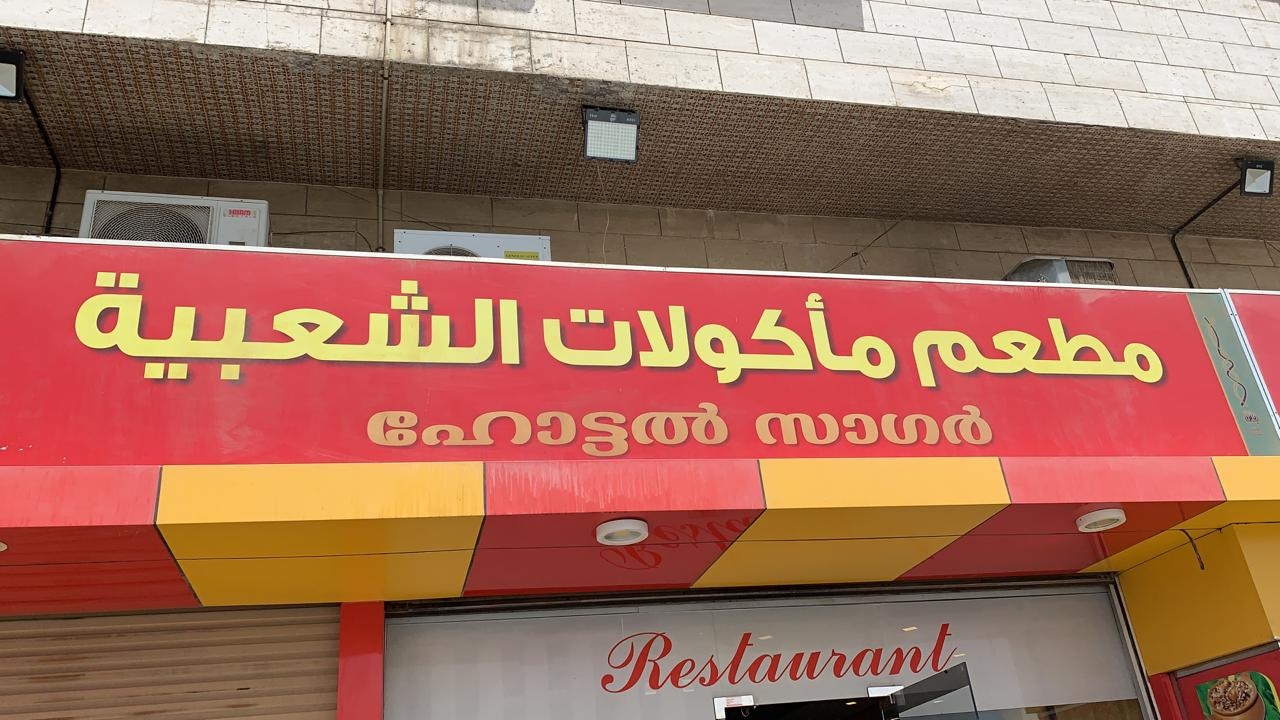 مطعم مأكولات الشعبية
ഹോട്ടൽ സാഗർ
Restaurant